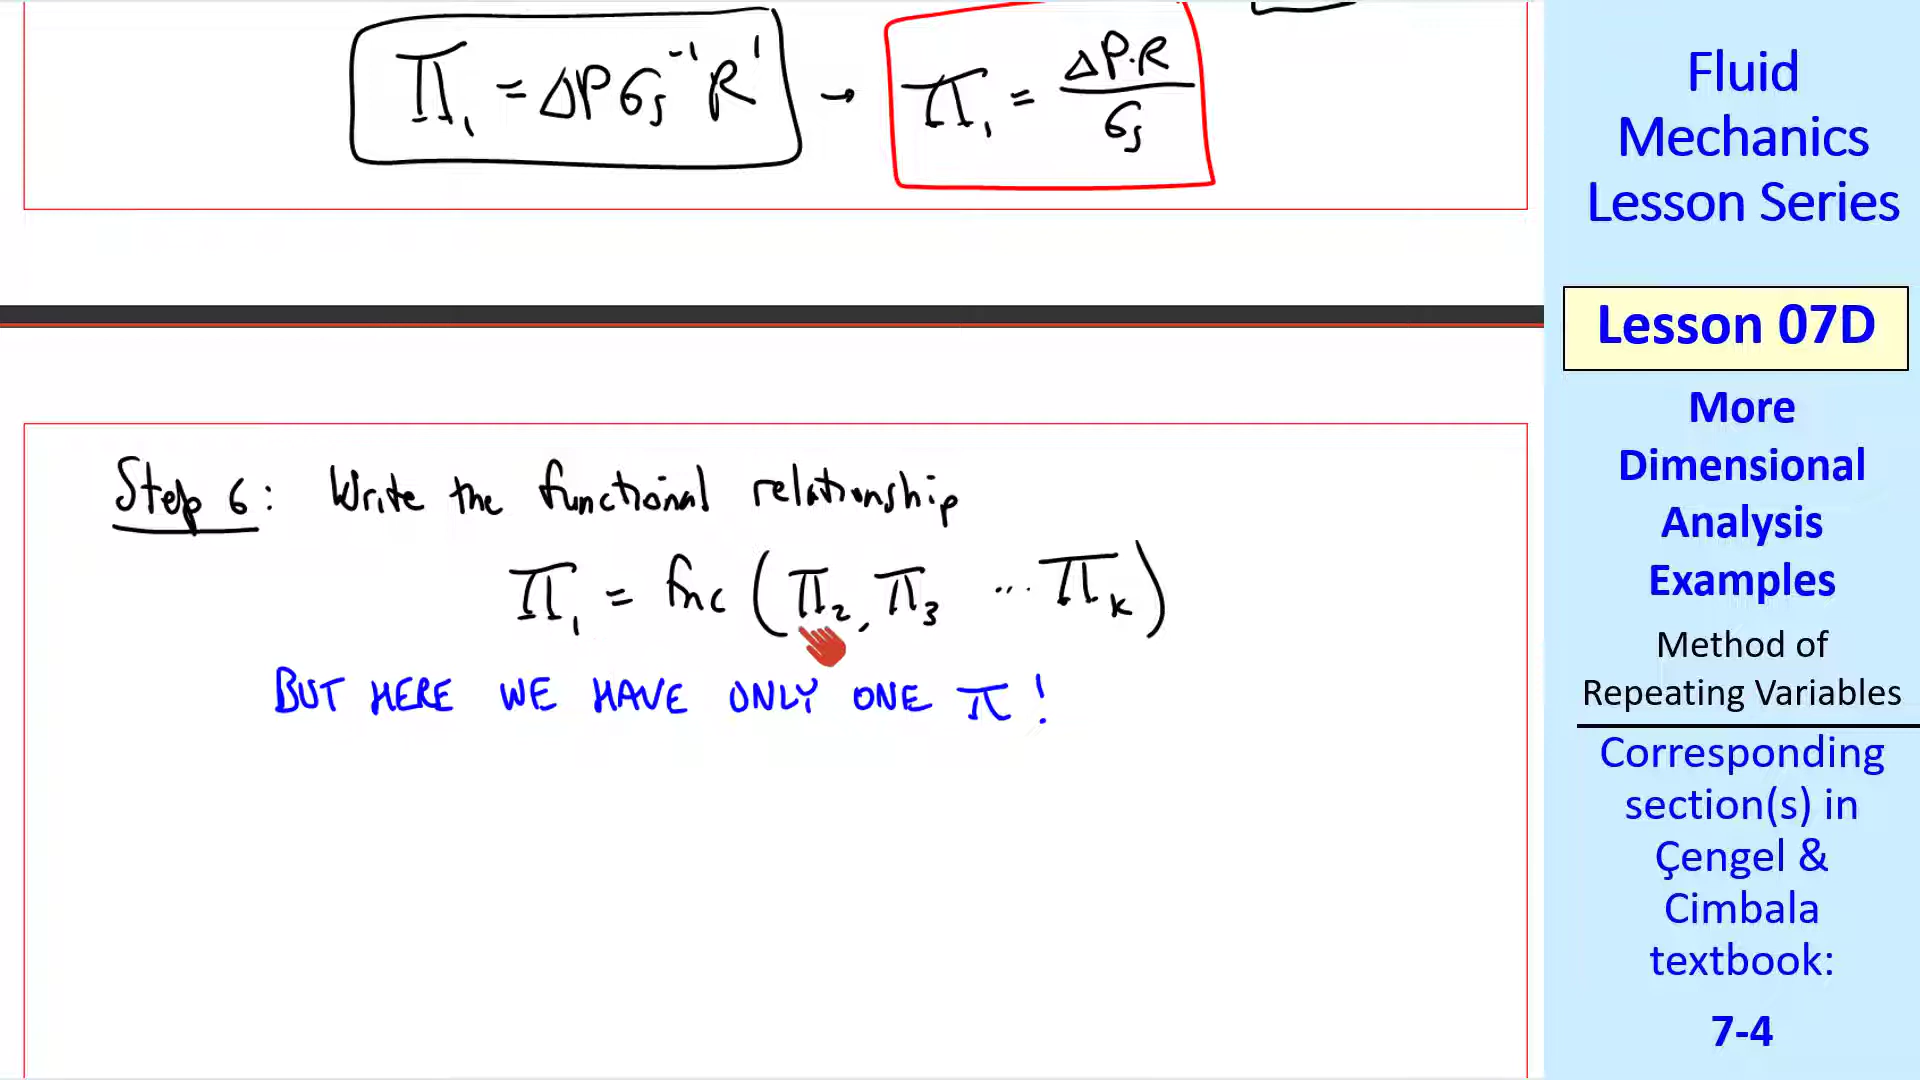 Π₁ = ΔP σₛ⁻¹ R¹ → Π₁ = ΔP·R / σₛ
Step 6: Write the functional relationship
Π₁ = fnc (Π₂, Π₃ ... Πₖ)
BUT HERE WE HAVE ONLY ONE Π!
Fluid
Mechanics
Lesson Series
Lesson 07D
More
Dimensional
Analysis
Examples
Method of
Repeating Variables
Corresponding
section(s) in
Çengel &
Cimbala
textbook:
7-4